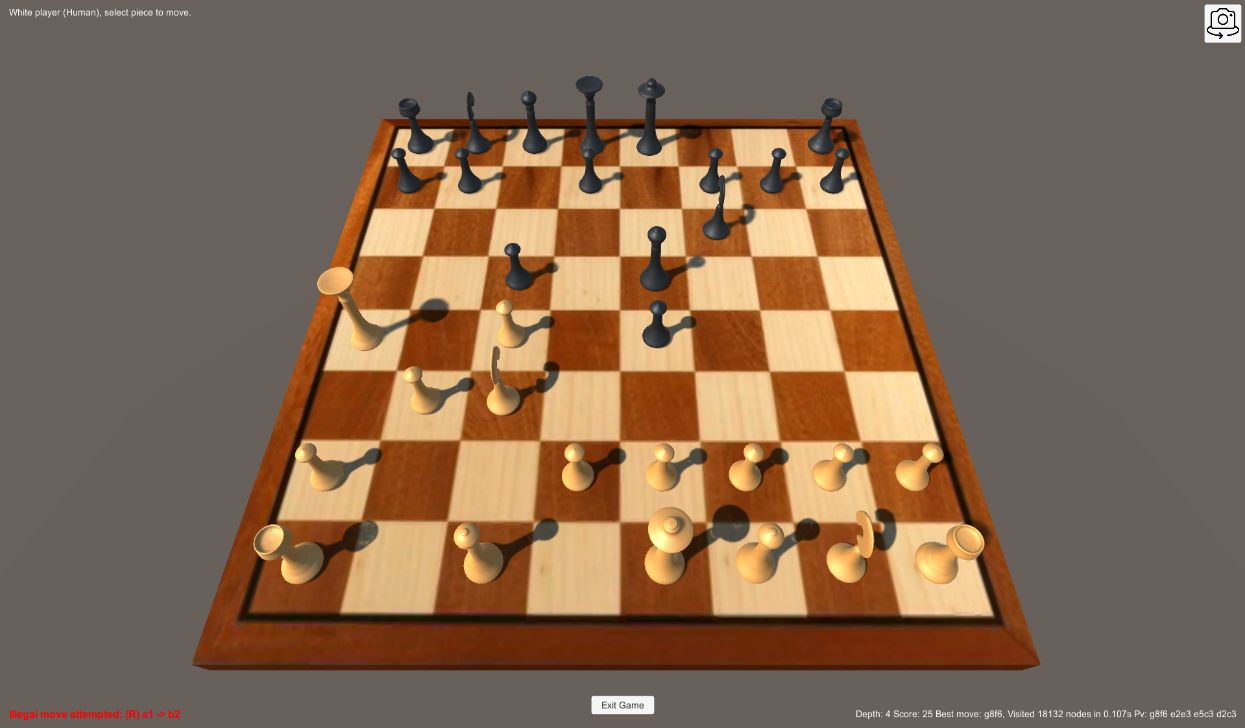 White player (Human), select piece to move.
Exit Game
Illegal move attempted: (R) a1 -> b2
Depth: 4 Score: 25 Best move: g8f6, Visited 18132 nodes in 0.107s Pv: g8f6 e2e3 e5c3 d2c3